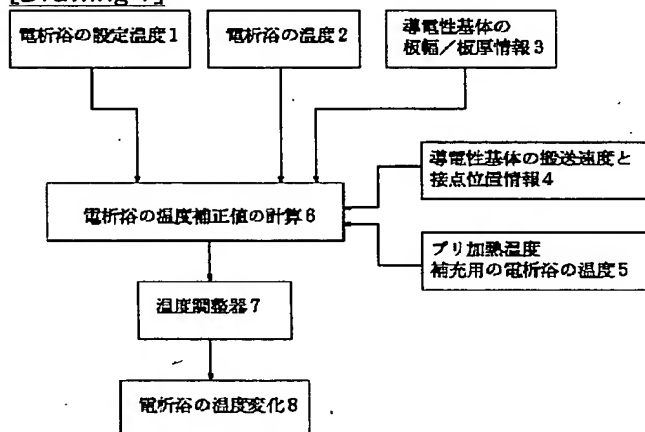 [Drawing 1]
電析浴の設定温度1
電析浴の温度2
導電性基体の
板幅/板厚情報3
導電性基体の搬送速度と
接点位置情報4
電析浴の温度補正値の計算6
プリ加熱温度
補充用の電析浴の温度5
温度調整器7
電析浴の温度変化8